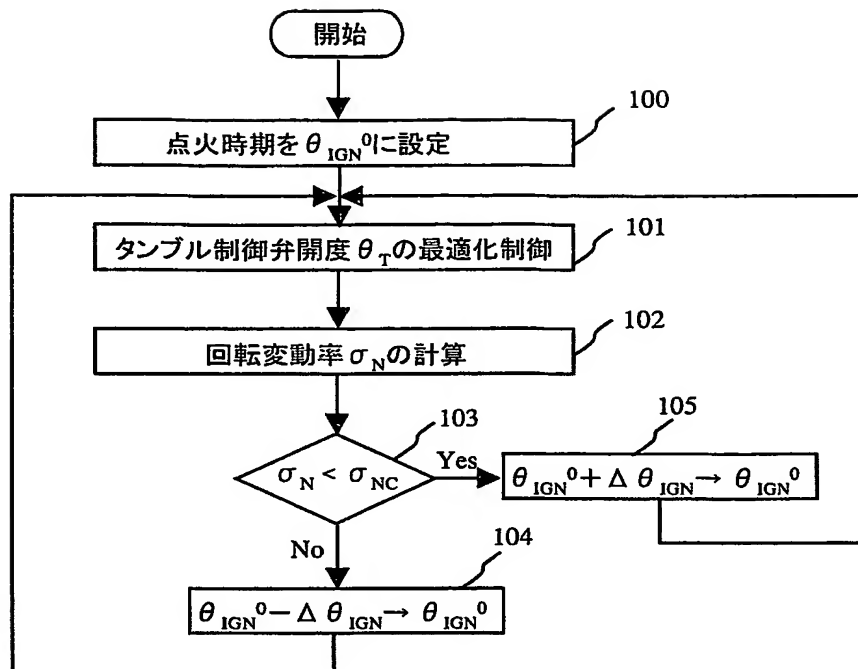 開始
100
点火時期をθIGN⁰に設定
101
タンブル制御弁開度θTの最適化制御
102
回転変動率σNの計算
103
σN < σNC
Yes
105
θIGN⁰+ΔθIGN→θIGN⁰
No
104
θIGN⁰−ΔθIGN→θIGN⁰